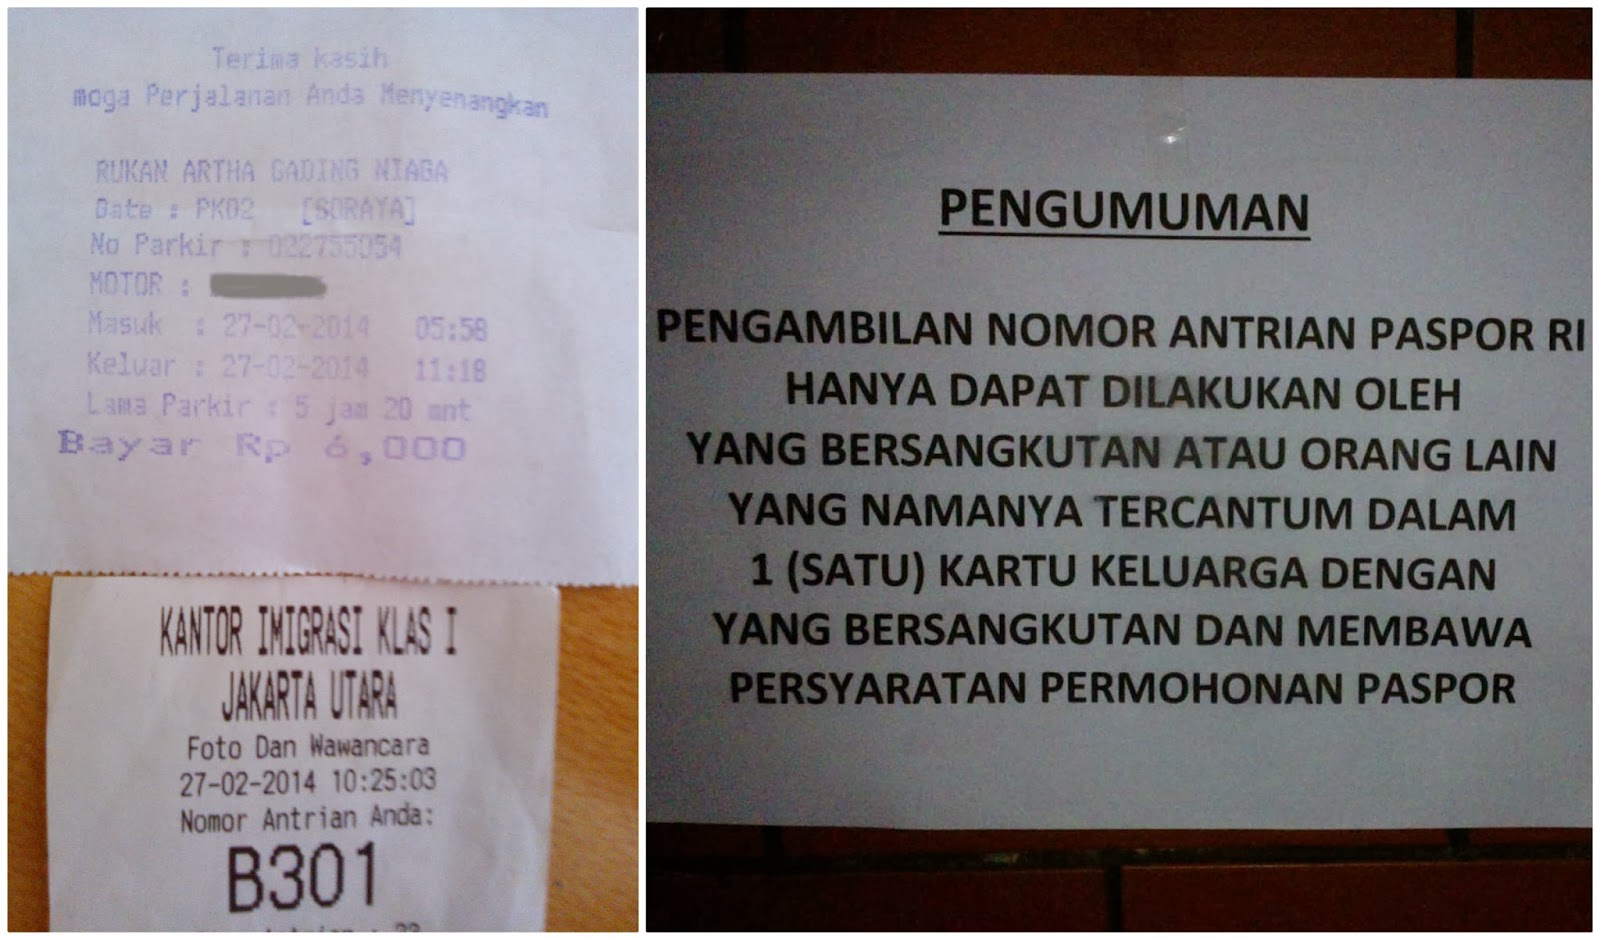 Terima kasih
moga Perjalanan Anda Menyenangkan
RUKAN ARTHA GADING NIAGA
Gate : PK02 [SORAYA]
No Parkir : 022755054
MOTOR :
Masuk : 27-02-2014 05:58
Keluar : 27-02-2014 11:18
Lama Parkir : 5 jam 20 mnt
Bayar Rp 6,000
KANTOR IMIGRASI KLAS I
JAKARTA UTARA
Foto Dan Wawancara
27-02-2014 10:25:03
Nomor Antrian Anda:
B301
PENGUMUMAN
PENGAMBILAN NOMOR ANTRIAN PASPOR RI
HANYA DAPAT DILAKUKAN OLEH
YANG BERSANGKUTAN ATAU ORANG LAIN
YANG NAMANYA TERCANTUM DALAM
1 (SATU) KARTU KELUARGA DENGAN
YANG BERSANGKUTAN DAN MEMBAWA
PERSYARATAN PERMOHONAN PASPOR